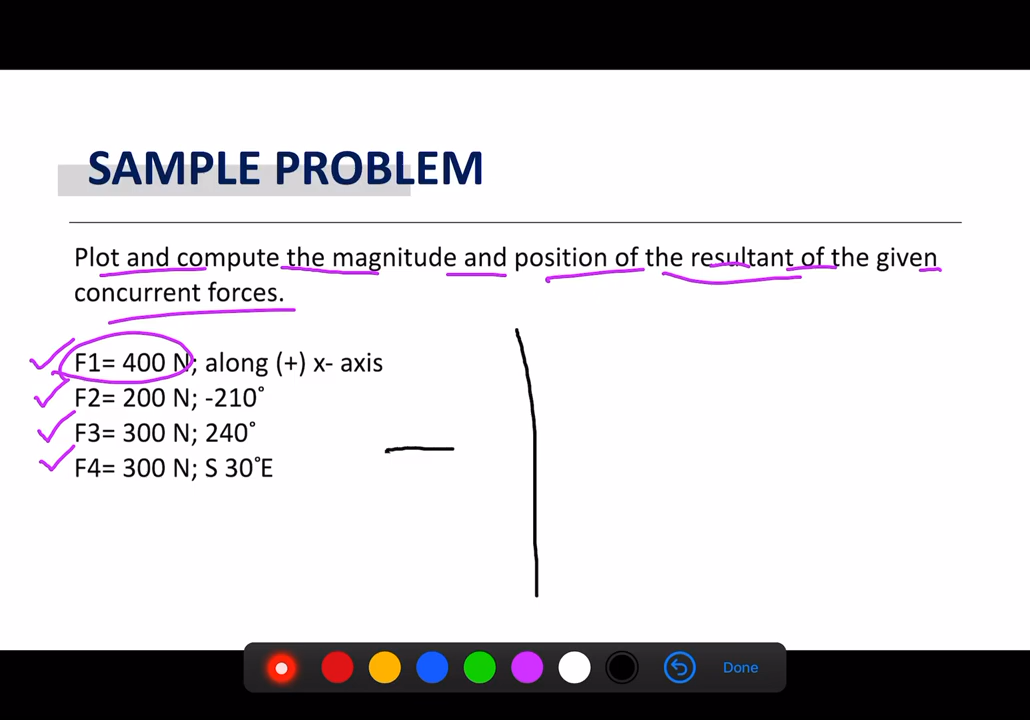 SAMPLE PROBLEM
Plot and compute the magnitude and position of the resultant of the given
concurrent forces.
F1= 400 N; along (+) x- axis
F2= 200 N; -210°
F3= 300 N; 240°
F4= 300 N; S 30°E
Done